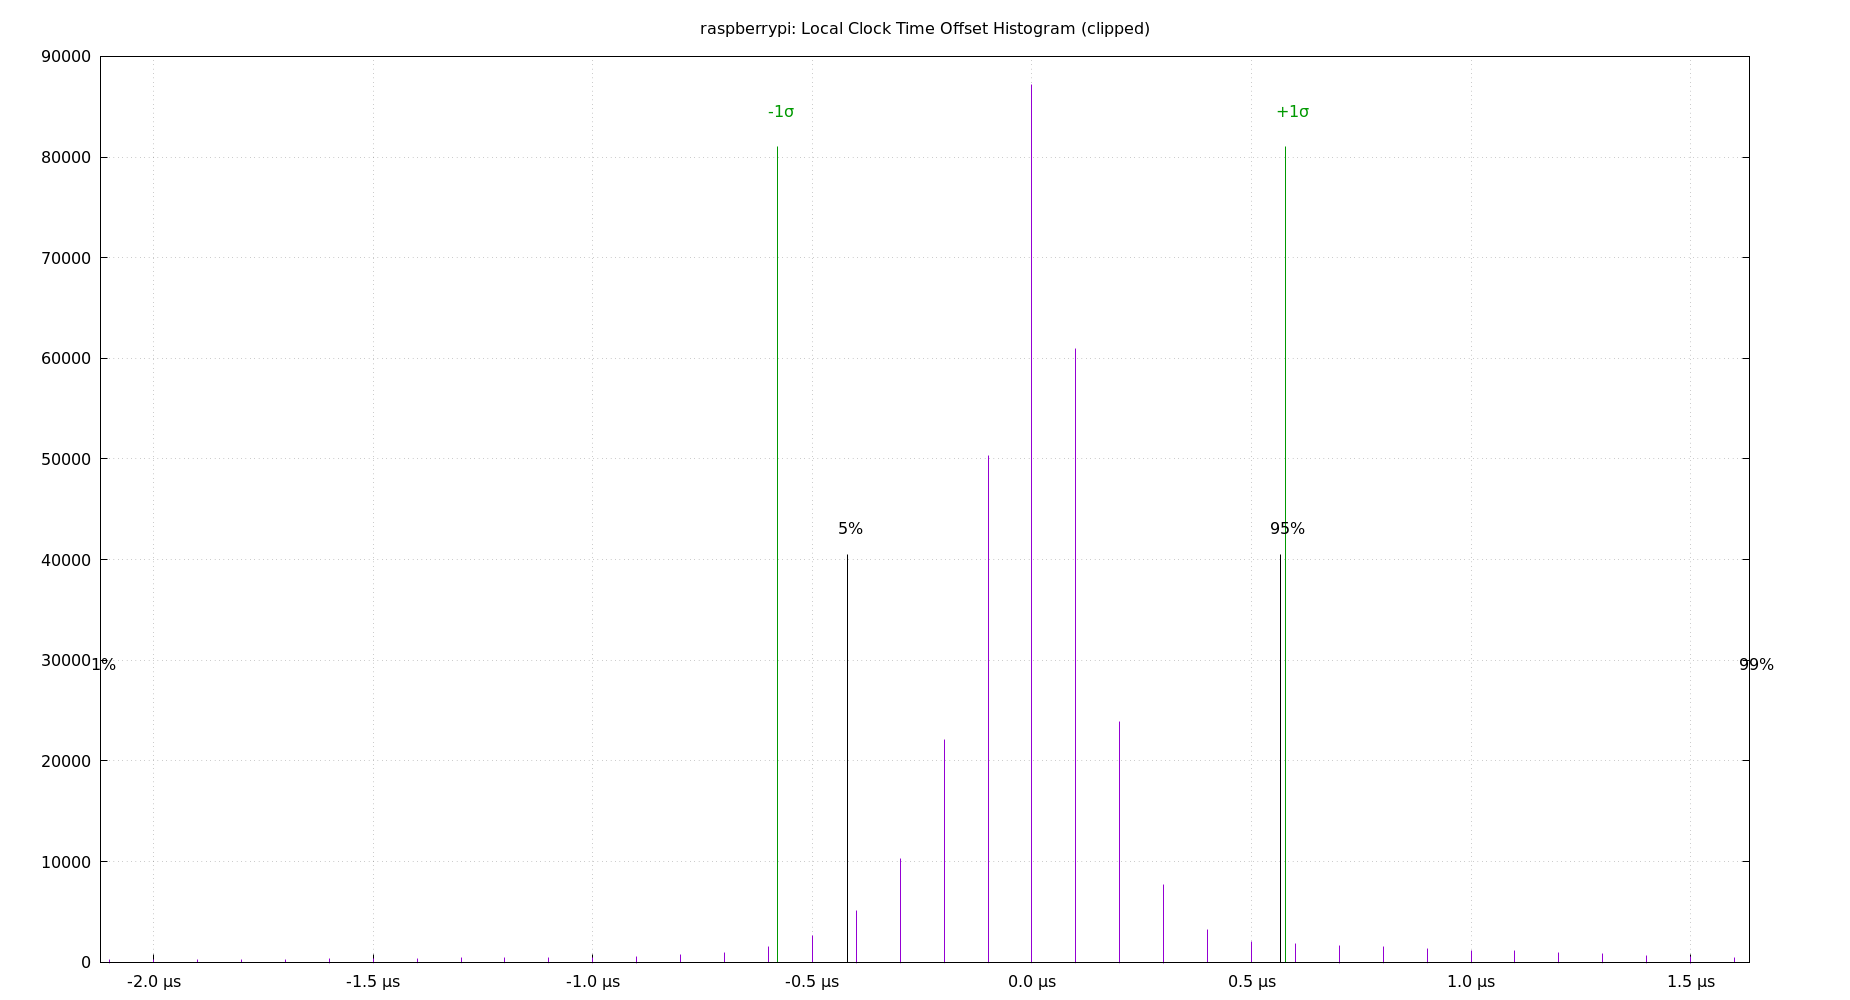 raspberrypi: Local Clock Time Offset Histogram (clipped)
90000
-1σ
+1σ
80000
70000
60000
50000
5%
95%
40000
30000
1%
99%
20000
10000
0
-2.0 µs
-1.5 µs
-1.0 µs
-0.5 µs
0.0 µs
0.5 µs
1.0 µs
1.5 µs